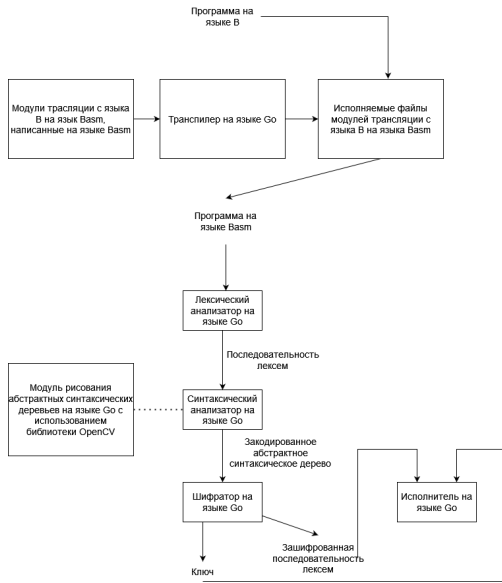 Программа на
языке B
Модули трасляции с языка
B на язык Basm,
написанные на языке Basm
Транспилер на языке Go
Исполняемые файлы
модулей трансляции с
языка B на языка Basm
Программа на
языке Basm
Лексический
анализатор на
языке Go
Последовательность
лексем
Модуль рисования
абстрактных синтаксических
деревьев на языке Go с
использованием
библиотеки OpenCV
Синтаксический
анализатор на
языке Go
Закодированное
абстрактное
синтаксическое дерево
Шифратор на
языке Go
Исполнитель на
языке Go
Зашифрованная
последовательность
лексем
Ключ